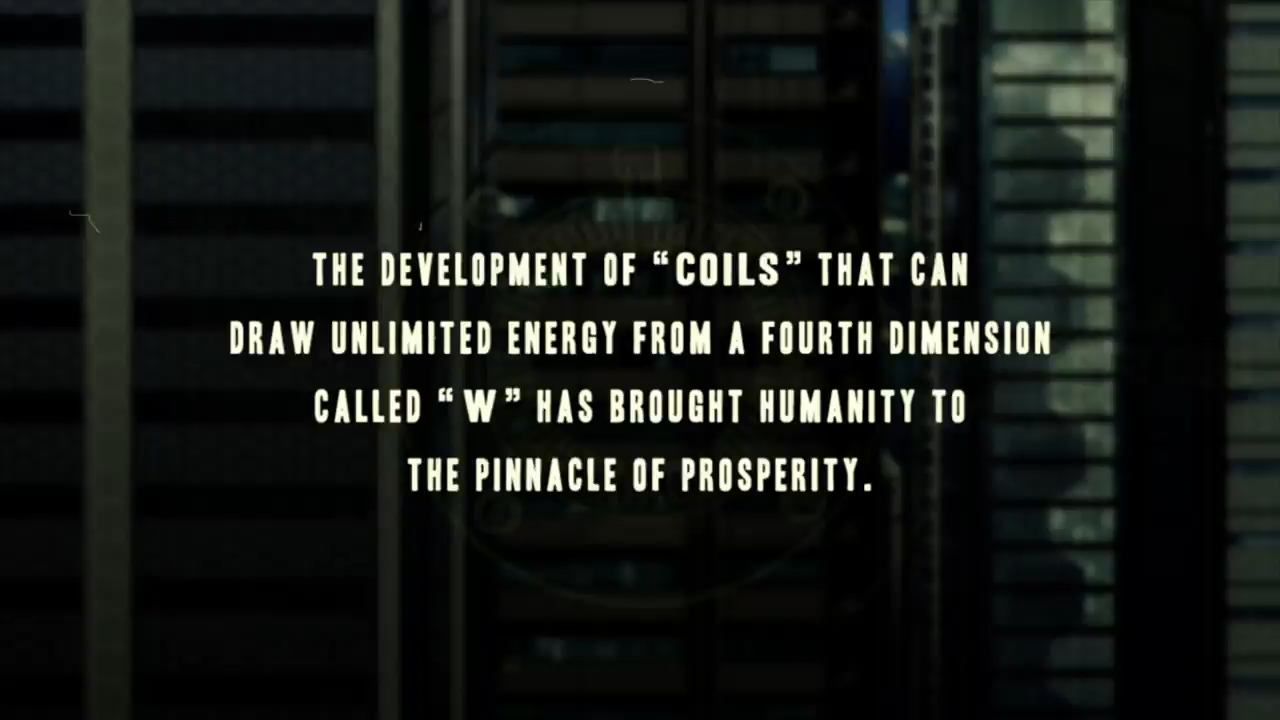 THE DEVELOPMENT OF “COILS” THAT CAN
DRAW UNLIMITED ENERGY FROM A FOURTH DIMENSION
CALLED “W” HAS BROUGHT HUMANITY TO
THE PINNACLE OF PROSPERITY.